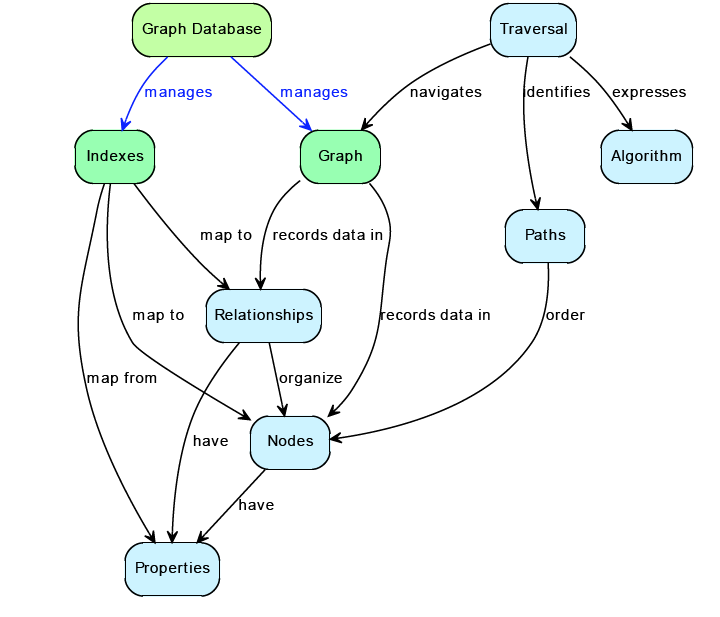 Graph Database
Traversal
manages
manages
navigates
identifies
expresses
Indexes
Graph
Algorithm
map to
records data in
Paths
map to
Relationships
records data in
order
map from
organize
have
Nodes
have
Properties